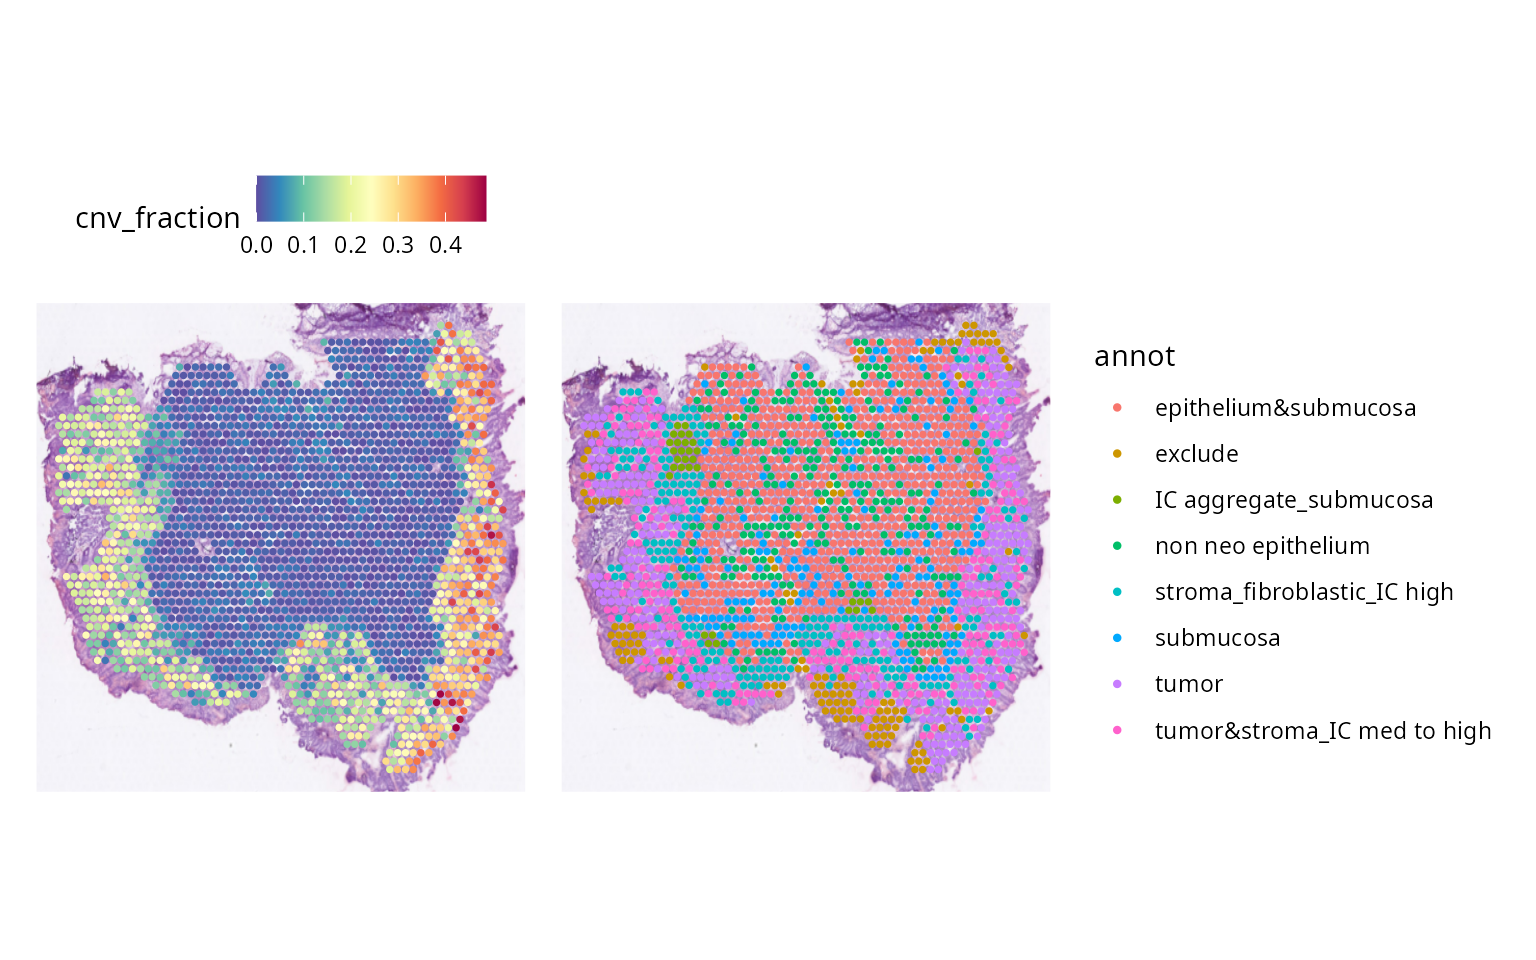 cnv_fraction
0.0 0.1 0.2 0.3 0.4
annot
epithelium&submucosa
exclude
IC aggregate_submucosa
non neo epithelium
stroma_fibroblastic_IC high
submucosa
tumor
tumor&stroma_IC med to high